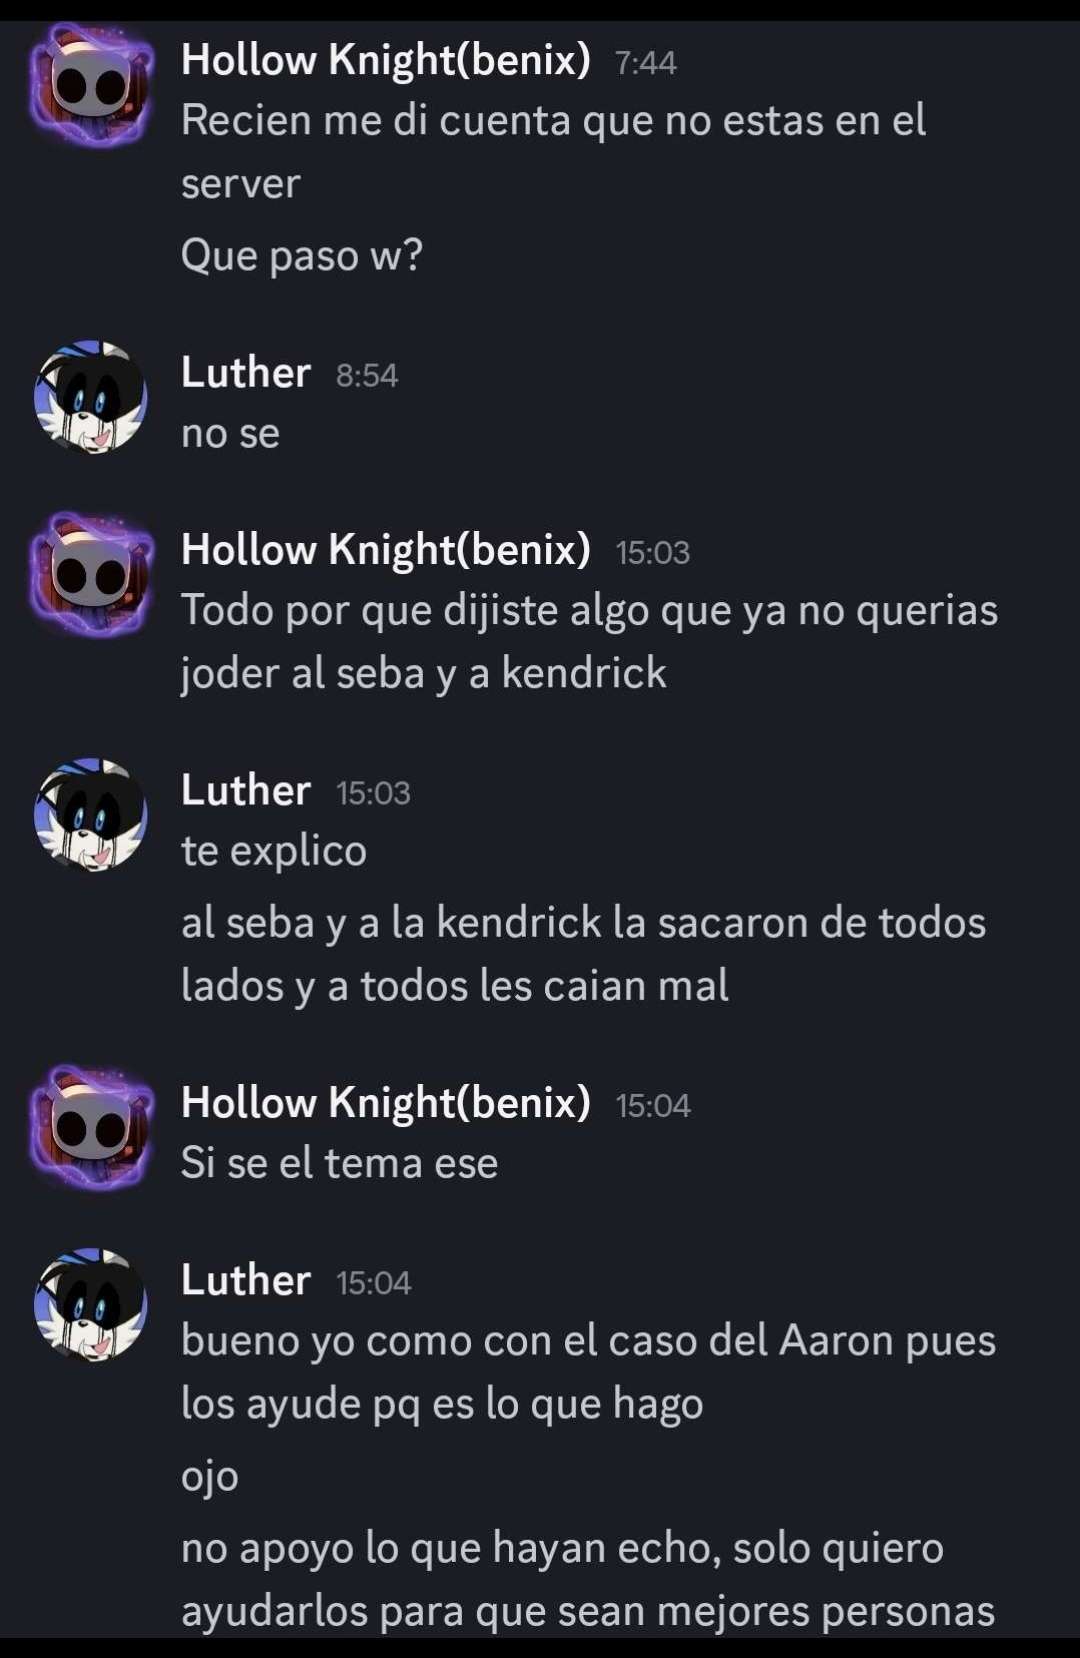 Hollow Knight(benix) 7:44
Recien me di cuenta que no estas en el
server
Que paso w?
Luther 8:54
no se
Hollow Knight(benix) 15:03
Todo por que dijiste algo que ya no querias
joder al seba y a kendrick
Luther 15:03
te explico
al seba y a la kendrick la sacaron de todos
lados y a todos les caian mal
Hollow Knight(benix) 15:04
Si se el tema ese
Luther 15:04
bueno yo como con el caso del Aaron pues
los ayude pq es lo que hago
ojo
no apoyo lo que hayan echo, solo quiero
ayudarlos para que sean mejores personas